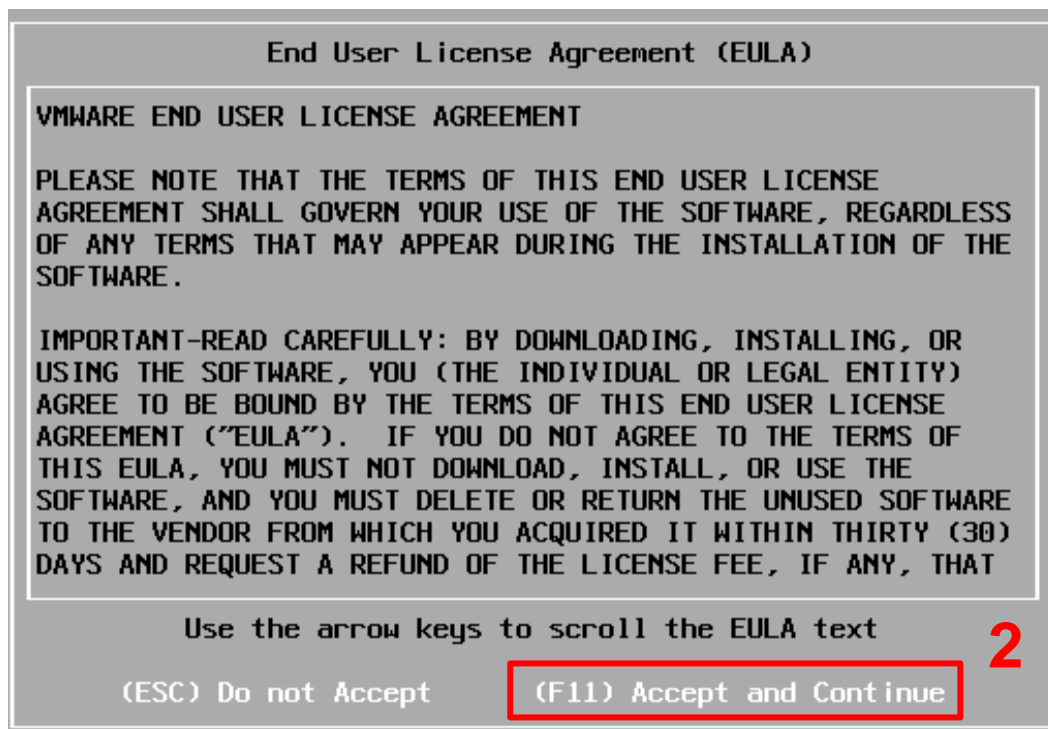 End User License Agreement (EULA)
VMWARE END USER LICENSE AGREEMENT
PLEASE NOTE THAT THE TERMS OF THIS END USER LICENSE
AGREEMENT SHALL GOVERN YOUR USE OF THE SOFTWARE, REGARDLESS
OF ANY TERMS THAT MAY APPEAR DURING THE INSTALLATION OF THE
SOFTWARE.
IMPORTANT-READ CAREFULLY: BY DOWNLOADING, INSTALLING, OR
USING THE SOFTWARE, YOU (THE INDIVIDUAL OR LEGAL ENTITY)
AGREE TO BE BOUND BY THE TERMS OF THIS END USER LICENSE
AGREEMENT ("EULA").  IF YOU DO NOT AGREE TO THE TERMS OF
THIS EULA, YOU MUST NOT DOWNLOAD, INSTALL, OR USE THE
SOFTWARE, AND YOU MUST DELETE OR RETURN THE UNUSED SOFTWARE
TO THE VENDOR FROM WHICH YOU ACQUIRED IT WITHIN THIRTY (30)
DAYS AND REQUEST A REFUND OF THE LICENSE FEE, IF ANY, THAT
Use the arrow keys to scroll the EULA text
2
(ESC) Do not Accept (F11) Accept and Continue